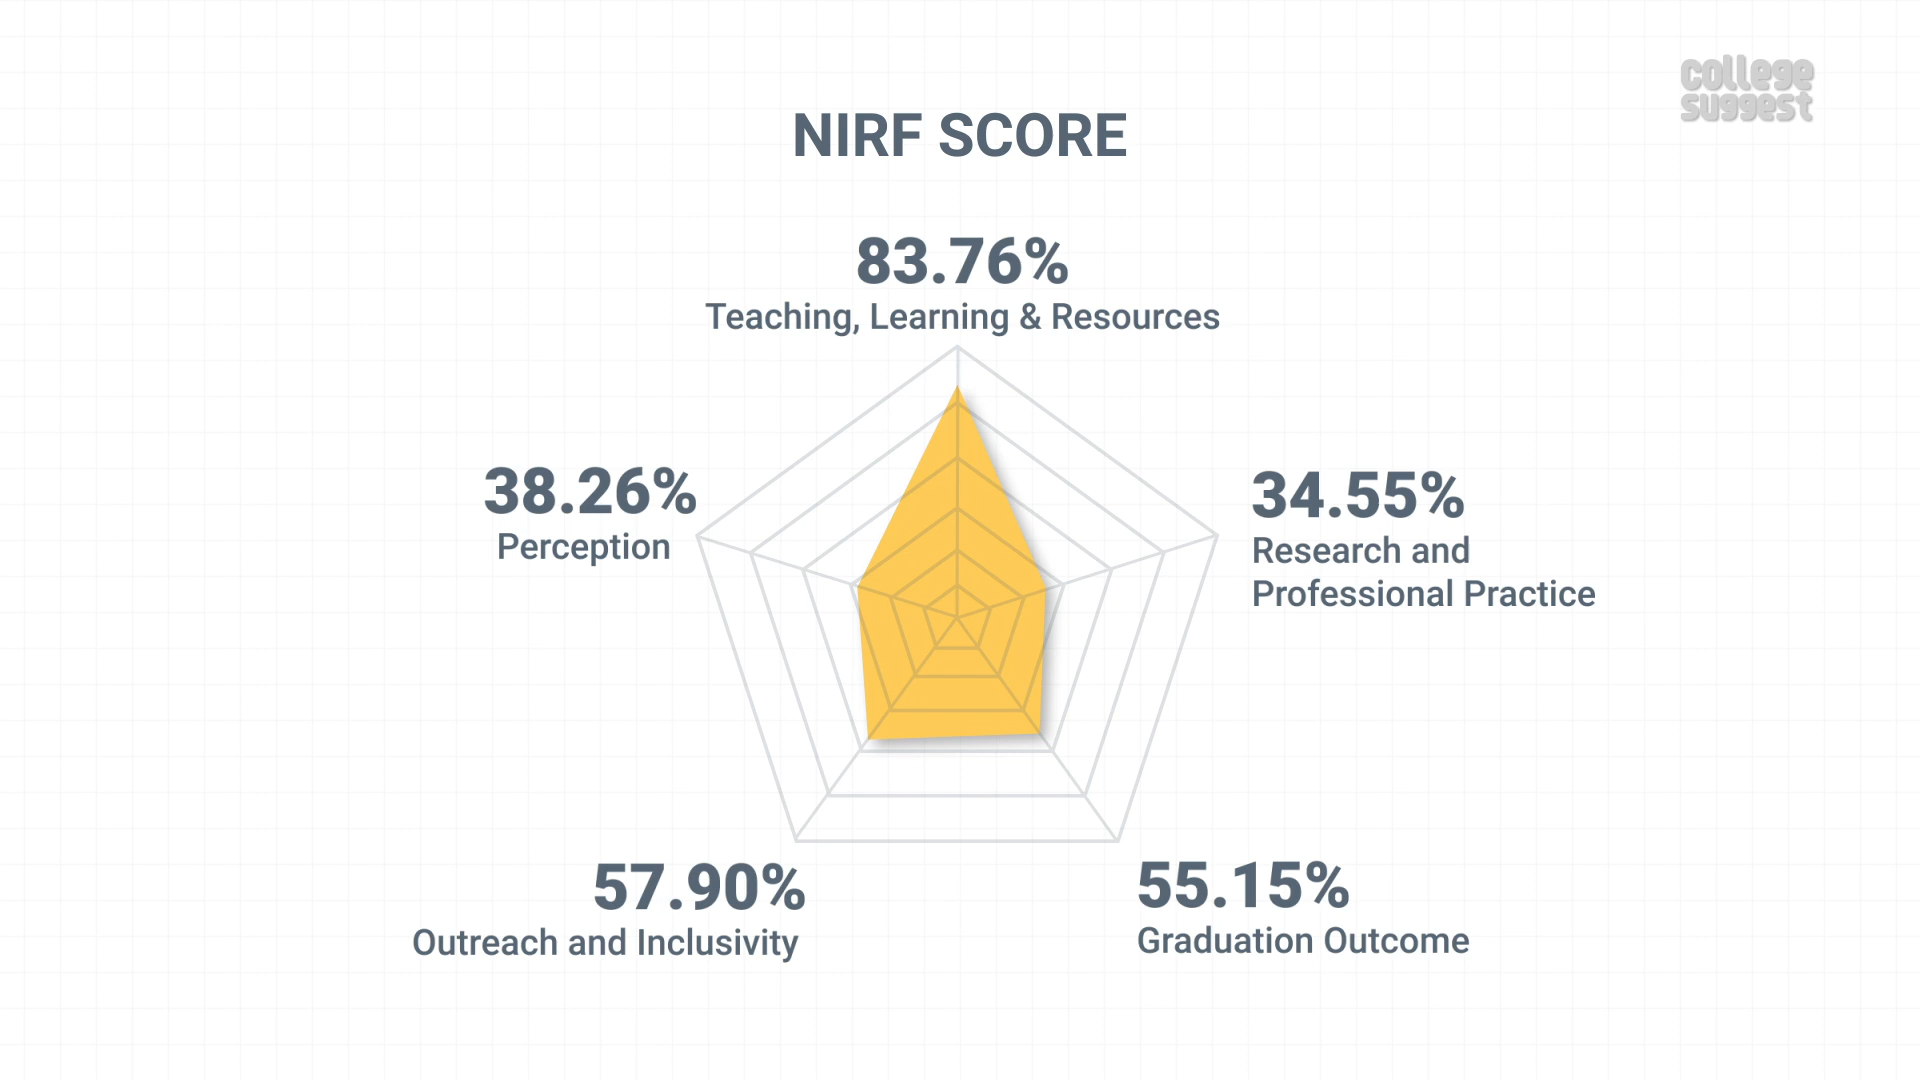 college
suggest
NIRF SCORE
83.76%
Teaching, Learning & Resources
38.26%
Perception
34.55%
Research and
Professional Practice
57.90%
Outreach and Inclusivity
55.15%
Graduation Outcome